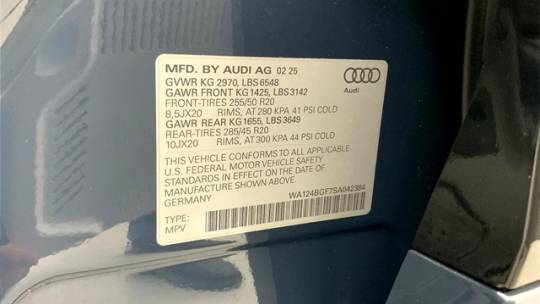 MFD. BY AUDI AG 02 25
GVWR KG 2970, LBS 6548
GAWR FRONT KG 1425, LBS 3142
FRONT-TIRES 255/50 R20
8,5JX20 RIMS, AT 280 KPA 41 PSI COLD
GAWR REAR KG 1655, LBS 3649
REAR-TIRES 285/45 R20
10JX20 RIMS, AT 300 KPA 44 PSI COLD
THIS VEHICLE CONFORMS TO ALL APPLICABLE
U.S. FEDERAL MOTOR VEHICLE SAFETY
STANDARDS IN EFFECT ON THE DATE OF
MANUFACTURE SHOWN ABOVE.
GERMANY
WA124BGF7SA042384
TYPE:
MPV
Audi